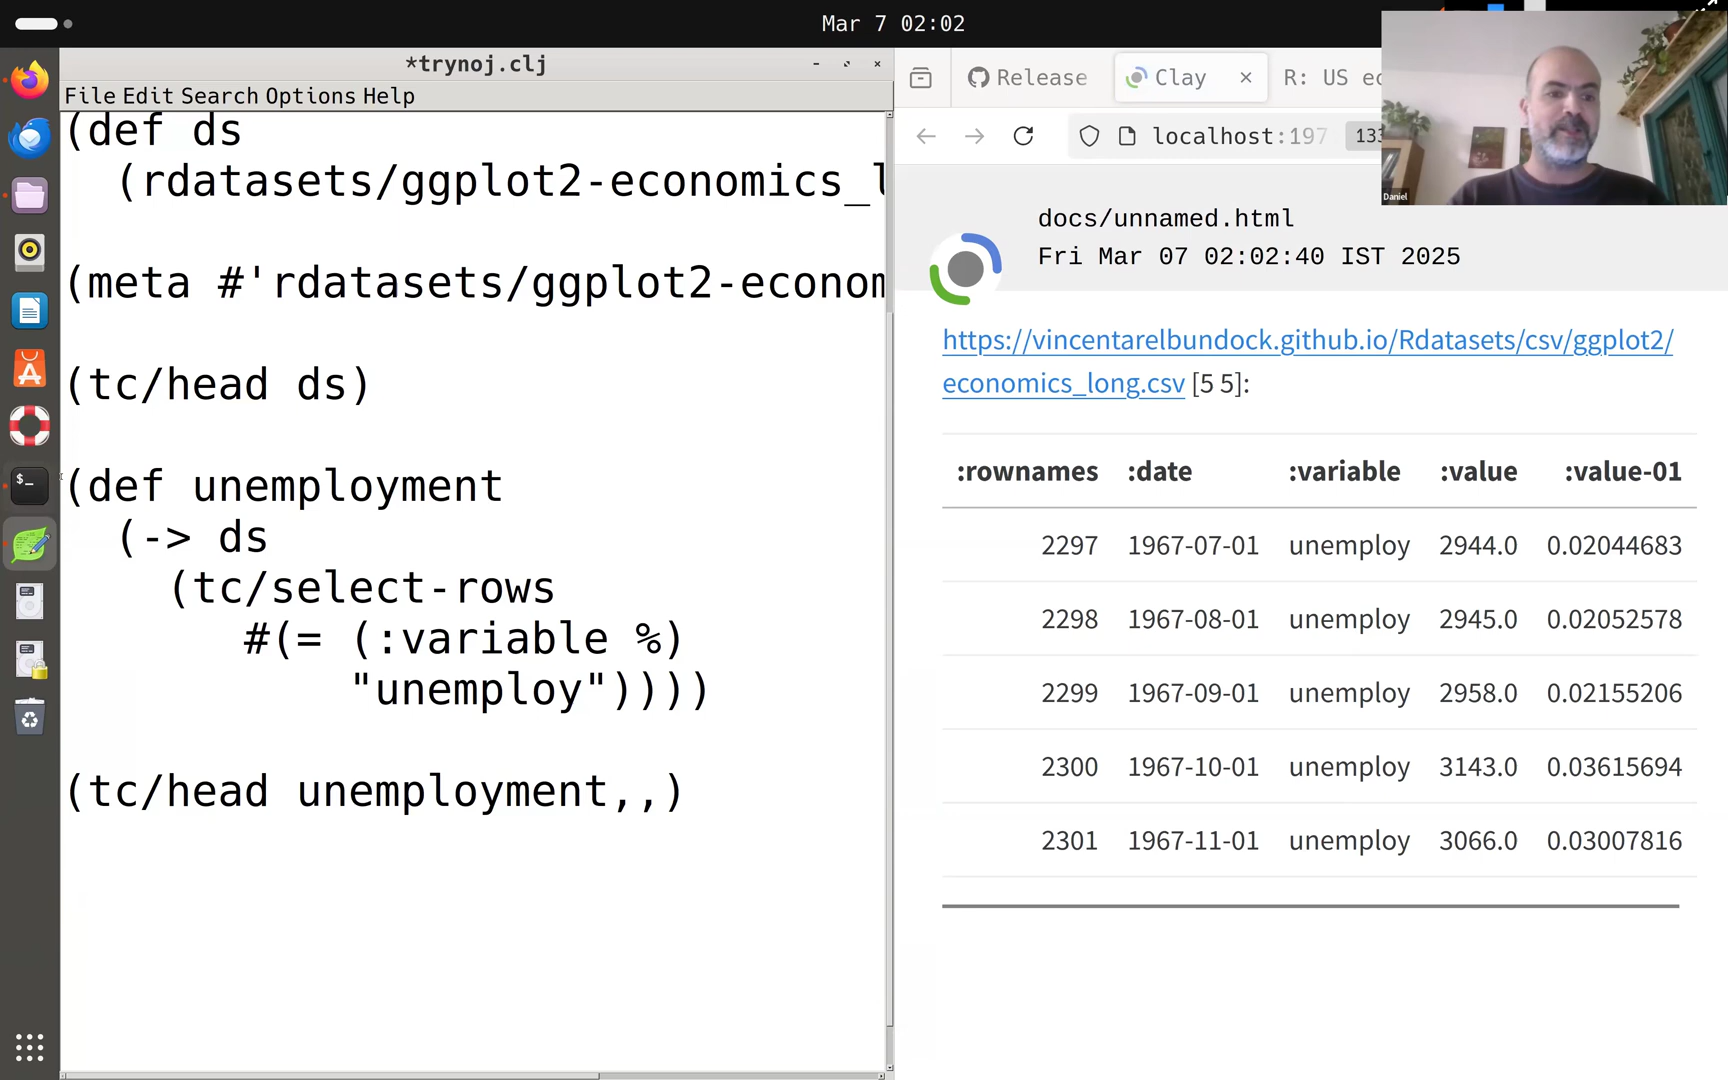 Mar 7 02:02
*trynoj.clj
File Edit Search Options Help
(def ds
(rdatasets/ggplot2-economics_l
(meta #'rdatasets/ggplot2-econom
(tc/head ds)
(def unemployment
(-> ds
(tc/select-rows
#(= (:variable %)
"unemploy"))))
(tc/head unemployment,,)
Release
Clay
R: US ec
localhost:197
133
Daniel
docs/unnamed.html
Fri Mar 07 02:02:40 IST 2025
https://vincentarelbundock.github.io/Rdatasets/csv/ggplot2/
economics_long.csv [5 5]:
:rownames :date :variable :value :value-01
2297 1967-07-01 unemploy 2944.0 0.02044683
2298 1967-08-01 unemploy 2945.0 0.02052578
2299 1967-09-01 unemploy 2958.0 0.02155206
2300 1967-10-01 unemploy 3143.0 0.03615694
2301 1967-11-01 unemploy 3066.0 0.03007816